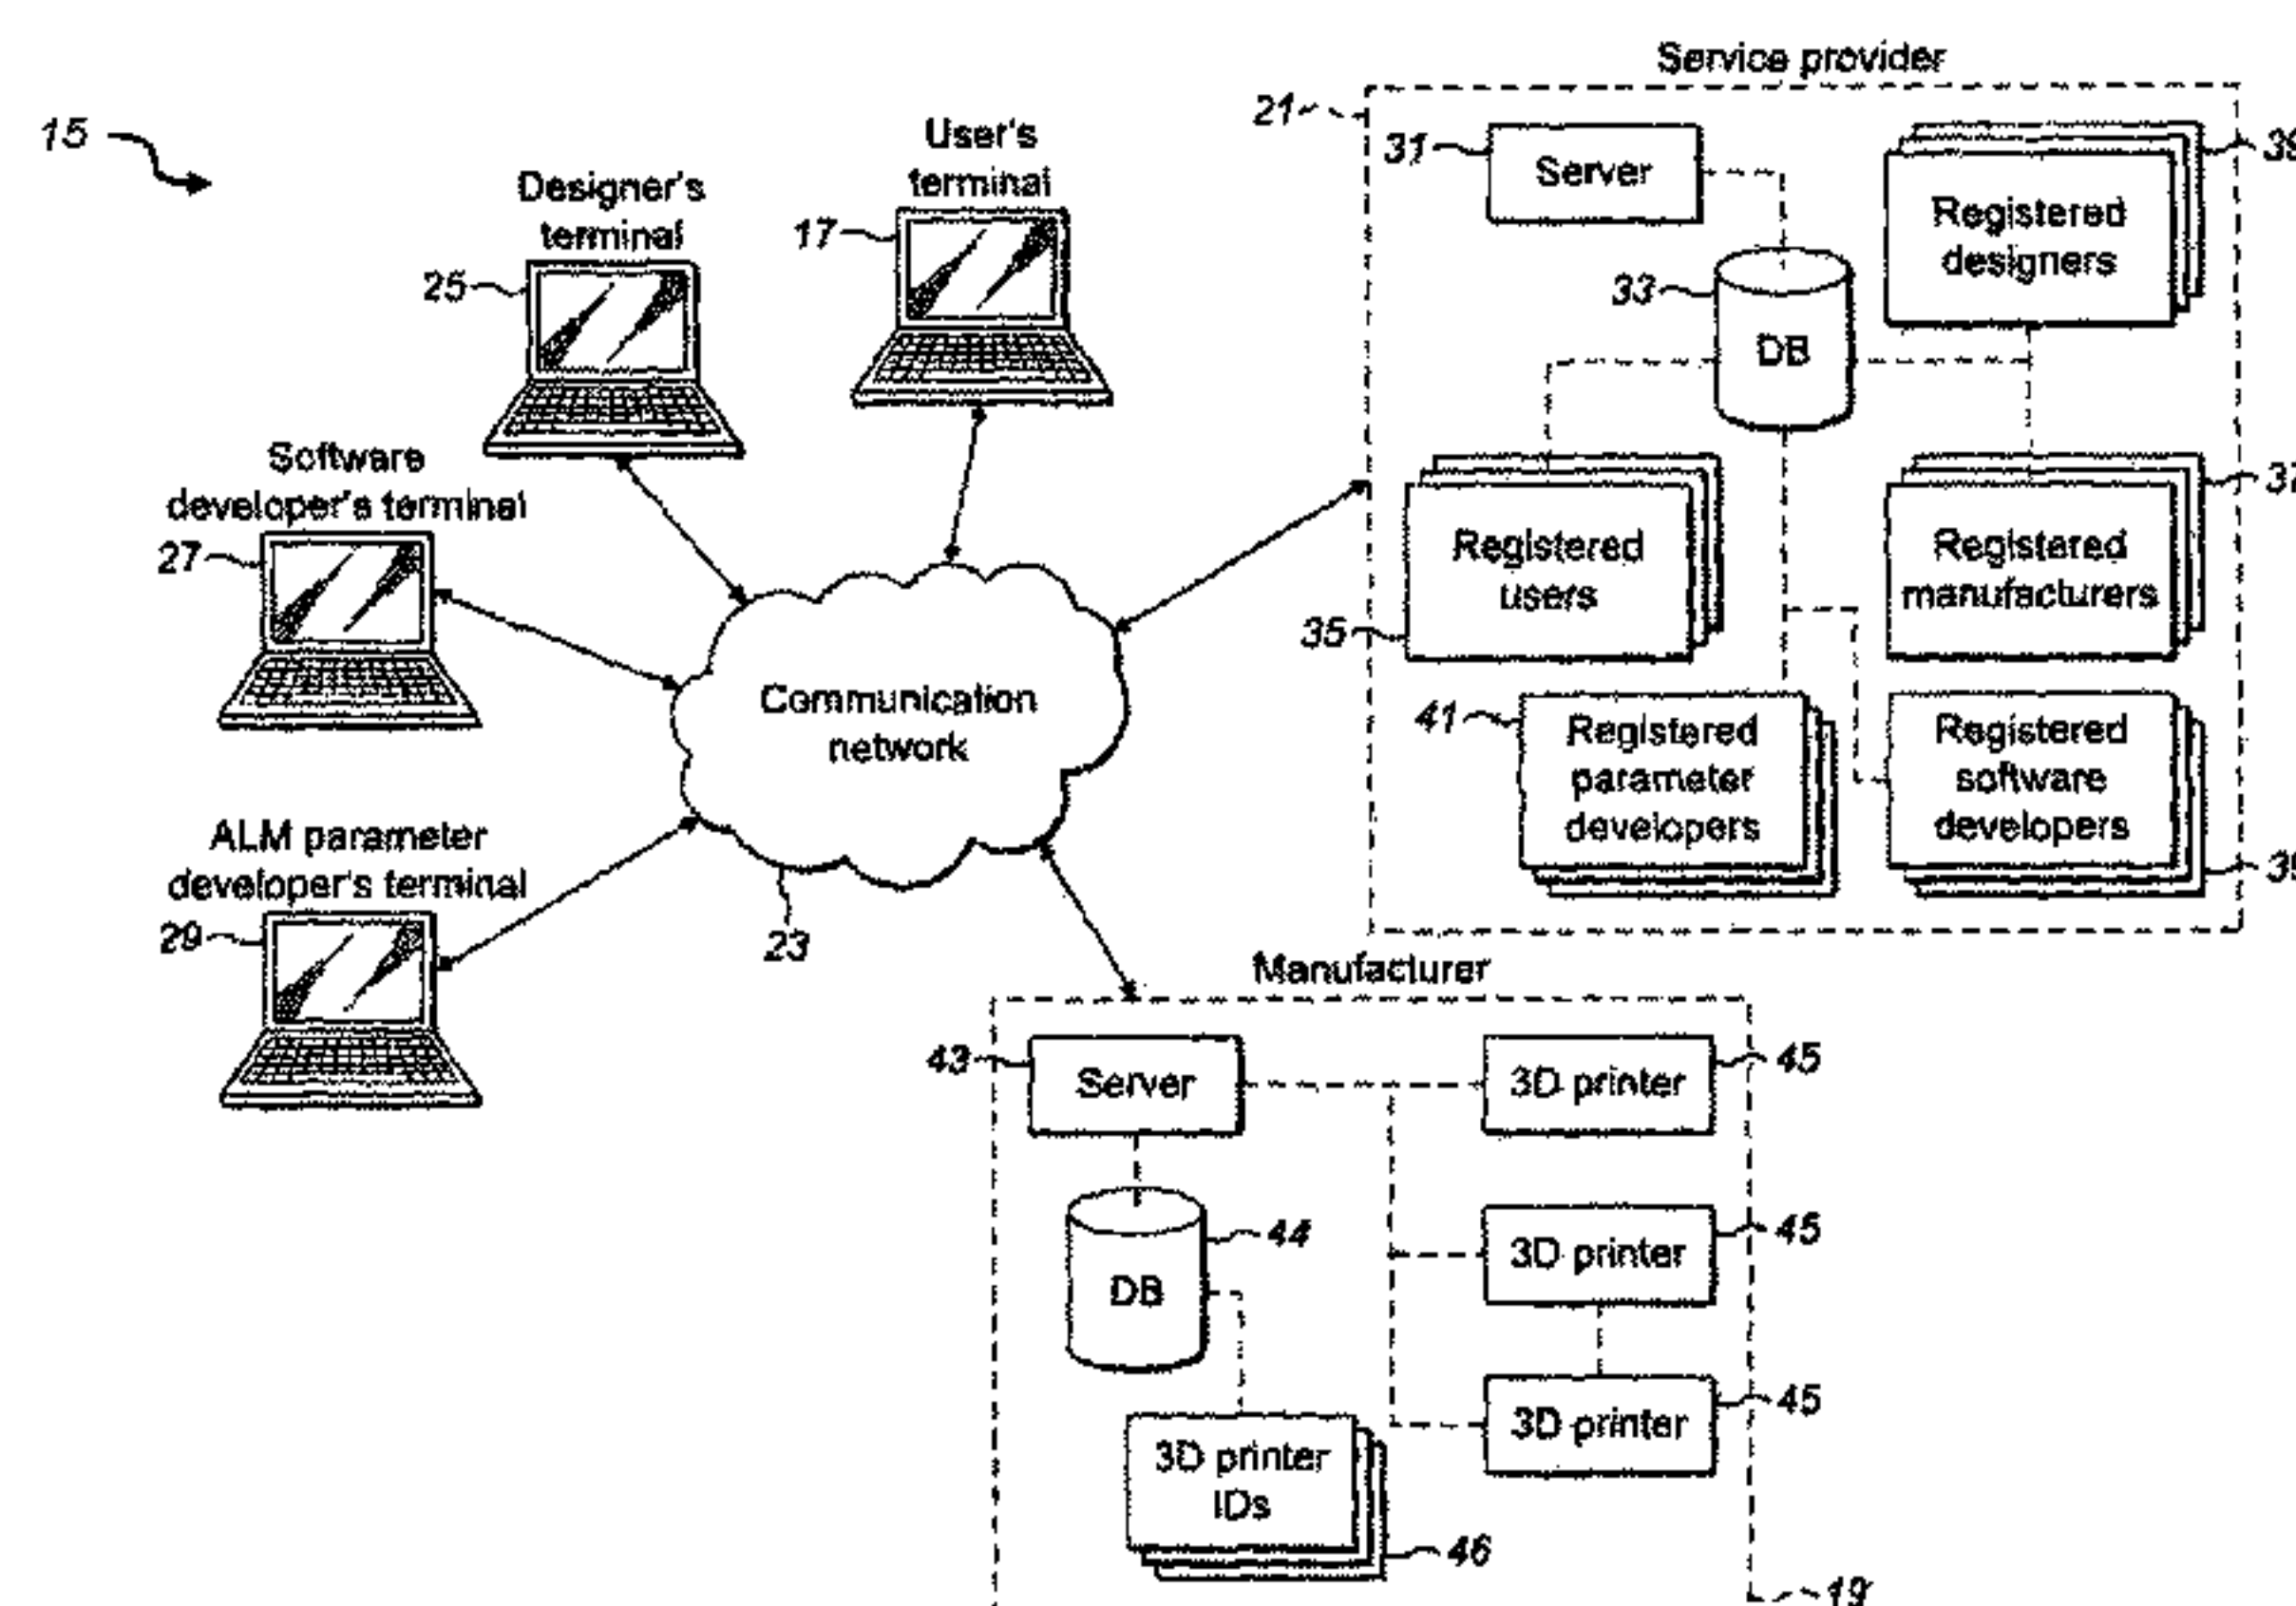 15
Service provider
21
User's
terminal
17
Designer's
terminal
25
31
Server
Registered
designers
33
DB
Software
developer's terminal
27
Registered
users
35
Registered
manufacturers
Communication
network
23
41
Registered
parameter
developers
Registered
software
developers
ALM parameter
developer's terminal
29
Manufacturer
43
Server
3D printer
45
44
DB
3D printer
45
3D printer
45
3D printer
IDs
46
19